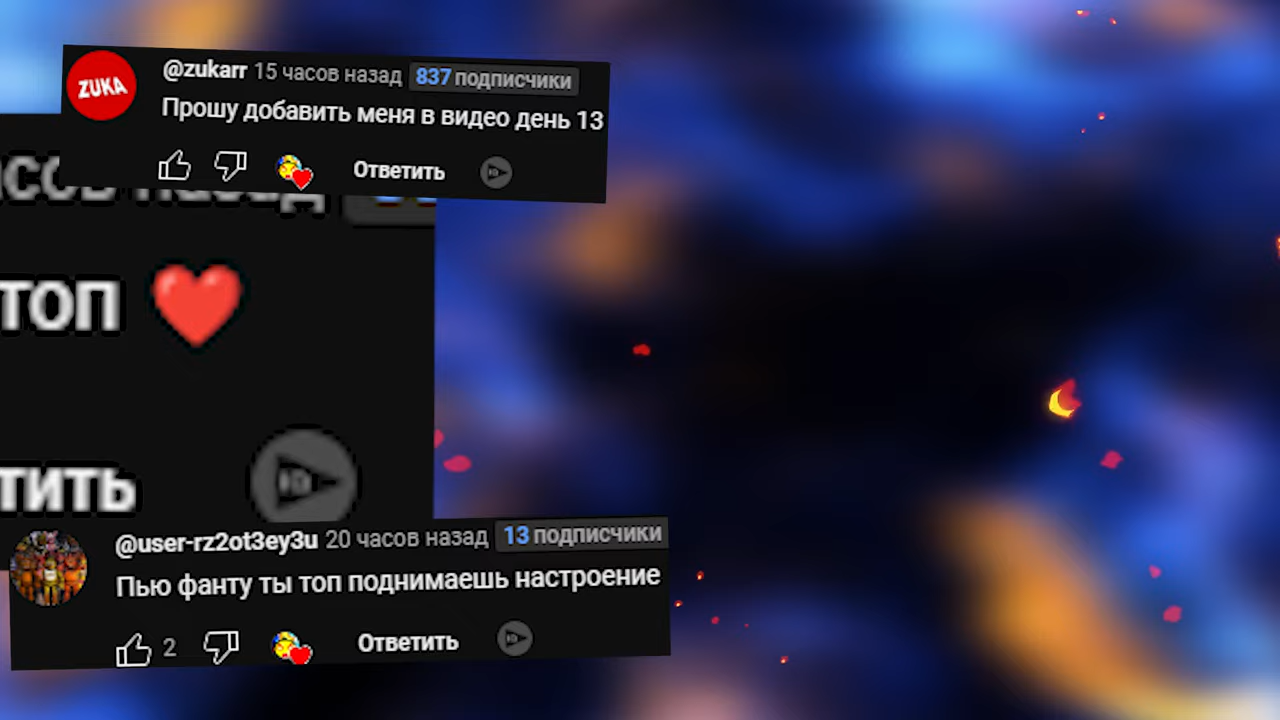 ZUKA
@zukarr 15 часов назад 837 подписчики
Прошу добавить меня в видео день 13
Ответить
сов назад
топ ❤️
тить
@user-rz2ot3ey3u 20 часов назад 13 подписчики
Пью фанту ты топ поднимаешь настроение
2
Ответить